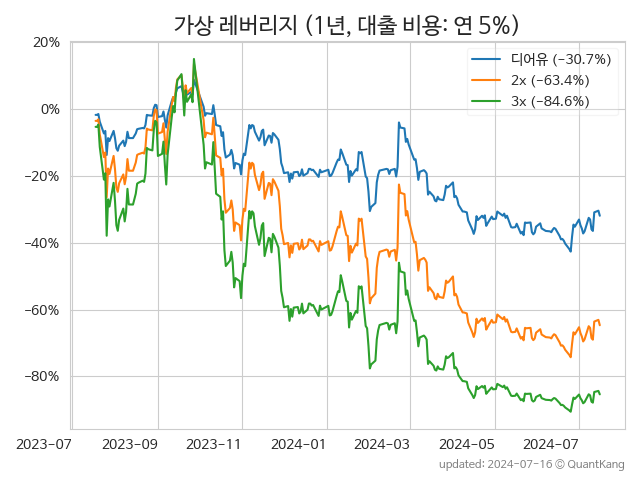 가상 레버리지 (1년, 대출 비용: 연 5%)
디어유 (−30.7%)
2x (−63.4%)
3x (−84.6%)
20%
0%
−20%
−40%
−60%
−80%
2023-07 2023-09 2023-11 2024-01 2024-03 2024-05 2024-07
updated: 2024-07-16 © QuantKang